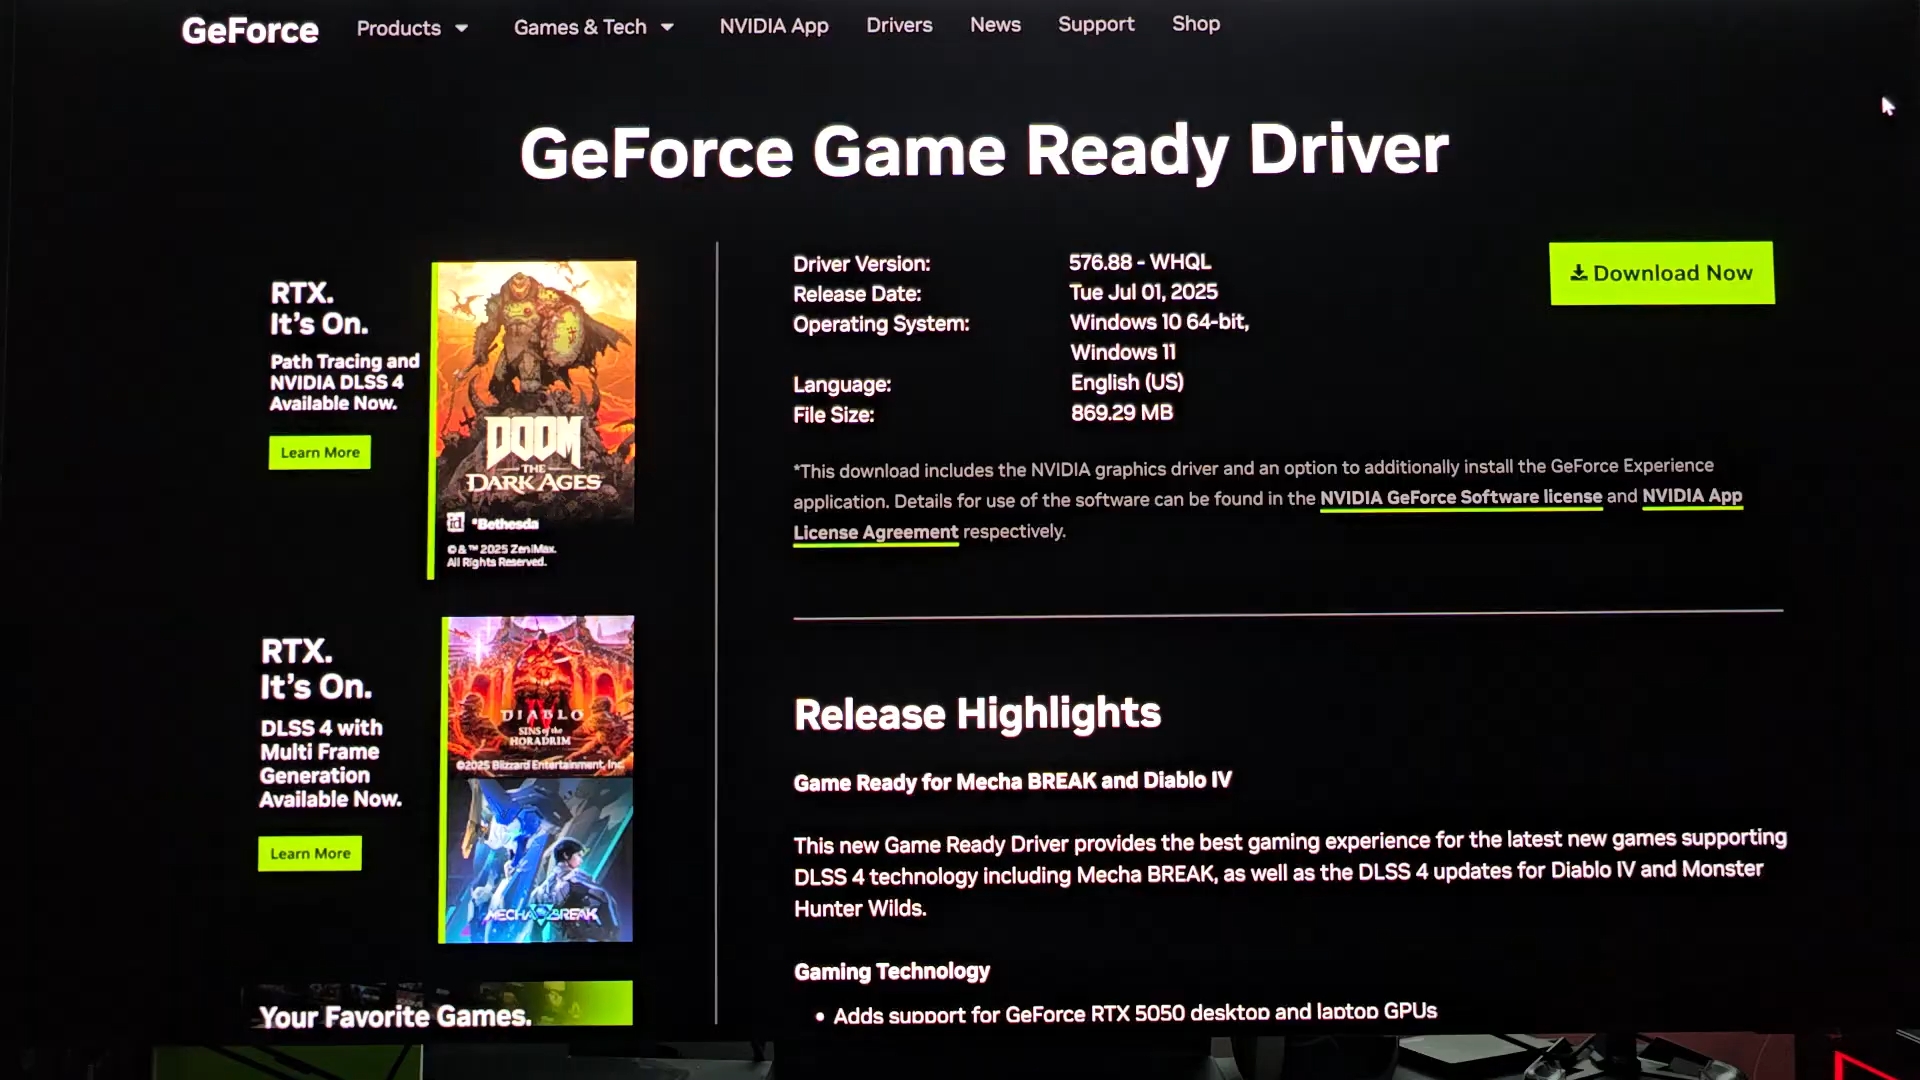 GeForce
Products
Games & Tech
NVIDIA App
Drivers
News
Support
Shop
GeForce Game Ready Driver
RTX.
It's On.
Path Tracing and
NVIDIA DLSS 4
Available Now.
Learn More
DOOM
THE
DARK AGES
id
Bethesda
© & ™ 2025 ZeniMax.
All Rights Reserved.
RTX.
It's On.
DLSS 4 with
Multi Frame
Generation
Available Now.
Learn More
DIABLO
SINS of the
HORADRIM
©2025 Blizzard Entertainment, Inc.
MECHA BREAK
Your Favorite Games.
Driver Version: 576.88 - WHQL
Release Date: Tue Jul 01, 2025
Operating System: Windows 10 64-bit,
Windows 11
Language: English (US)
File Size: 869.29 MB
Download Now
*This download includes the NVIDIA graphics driver and an option to additionally install the GeForce Experience
application. Details for use of the software can be found in the NVIDIA GeForce Software license and NVIDIA App
License Agreement respectively.
Release Highlights
Game Ready for Mecha BREAK and Diablo IV
This new Game Ready Driver provides the best gaming experience for the latest new games supporting
DLSS 4 technology including Mecha BREAK, as well as the DLSS 4 updates for Diablo IV and Monster
Hunter Wilds.
Gaming Technology
• Adds support for GeForce RTX 5050 desktop and laptop GPUs